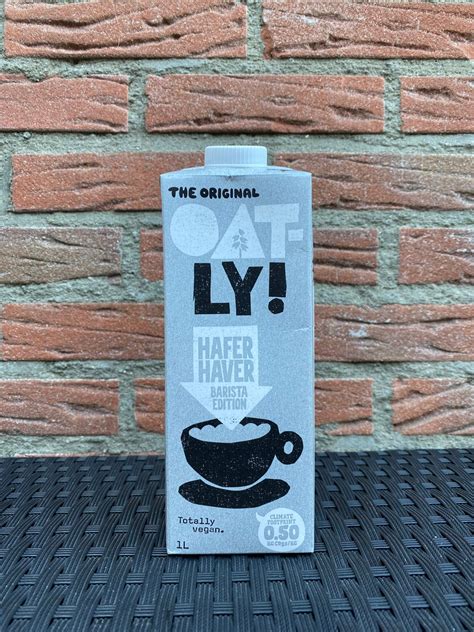 THE ORIGINAL
OAT-
LY!
HAFER
HAVER
BARISTA
EDITION
Totally
vegan.
1L
CLIMATE
FOOTPRINT
0.50